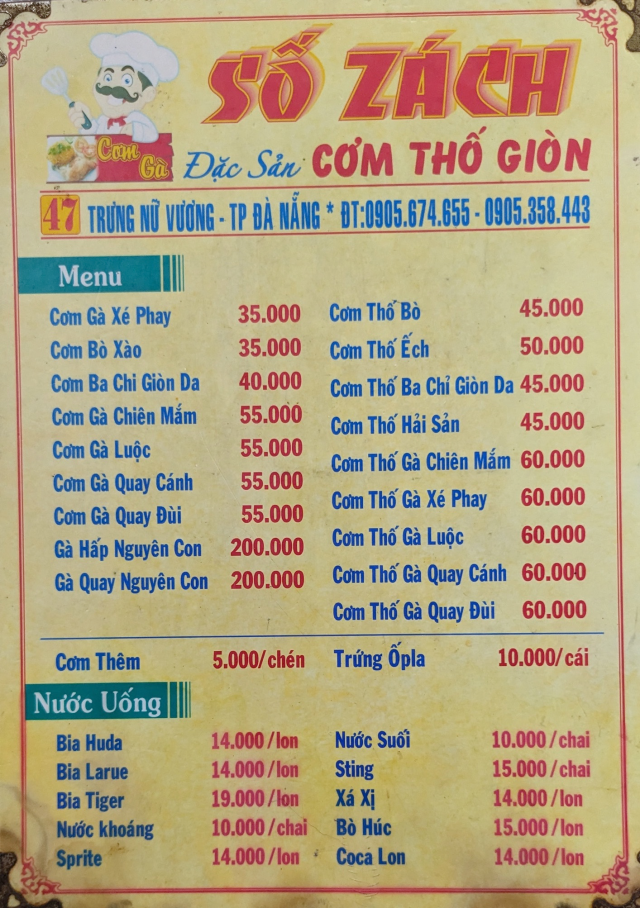 SỐ ZÁCH
Cơm Gà
Đặc Sản CƠM THỐ GIÒN
47 TRƯNG NỮ VƯƠNG - TP ĐÀ NẴNG * ĐT:0905.674.655 - 0905.358.443
Menu
Cơm Gà Xé Phay 35.000
Cơm Bò Xào 35.000
Cơm Ba Chi Giòn Da 40.000
Cơm Gà Chiên Mắm 55.000
Cơm Gà Luộc 55.000
Cơm Gà Quay Cánh 55.000
Cơm Gà Quay Đùi 55.000
Gà Hấp Nguyên Con 200.000
Gà Quay Nguyên Con 200.000
Cơm Thố Bò 45.000
Cơm Thố Ếch 50.000
Cơm Thố Ba Chỉ Giòn Da 45.000
Cơm Thố Hải Sản 45.000
Cơm Thố Gà Chiên Mắm 60.000
Cơm Thố Gà Xé Phay 60.000
Cơm Thố Gà Luộc 60.000
Cơm Thố Gà Quay Cánh 60.000
Cơm Thố Gà Quay Đùi 60.000
Cơm Thêm 5.000/chén
Trứng Ốpla 10.000/cái
Nước Uống
Bia Huda 14.000/lon
Bia Larue 14.000/lon
Bia Tiger 19.000/lon
Nước khoáng 10.000/chai
Sprite 14.000/lon
Nước Suối 10.000/chai
Sting 15.000/chai
Xá Xị 14.000/lon
Bò Húc 15.000/lon
Coca Lon 14.000/lon